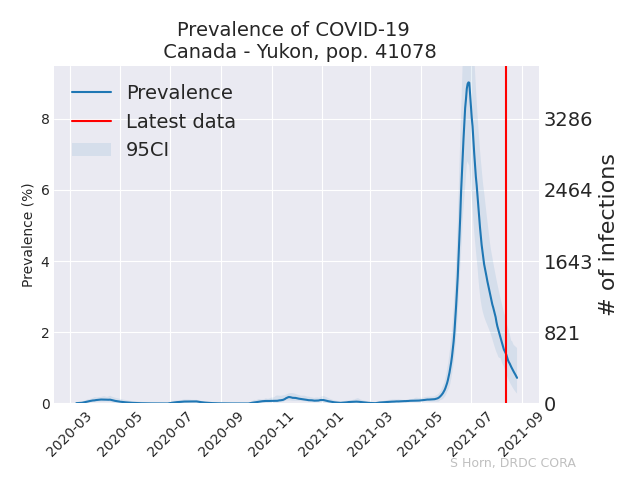 Prevalence of COVID-19
Canada - Yukon, pop. 41078
Prevalence
Latest data
95CI
Prevalence (%)
8
6
4
2
0
3286
2464
1643
821
0
# of infections
2020-03
2020-05
2020-07
2020-09
2020-11
2021-01
2021-03
2021-05
2021-07
2021-09
S Horn, DRDC CORA